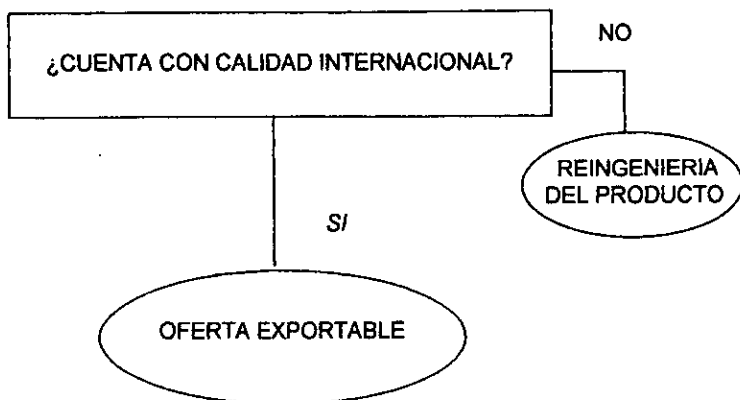 ¿CUENTA CON CALIDAD INTERNACIONAL?
NO
REINGENIERIA
DEL PRODUCTO
SI
OFERTA EXPORTABLE